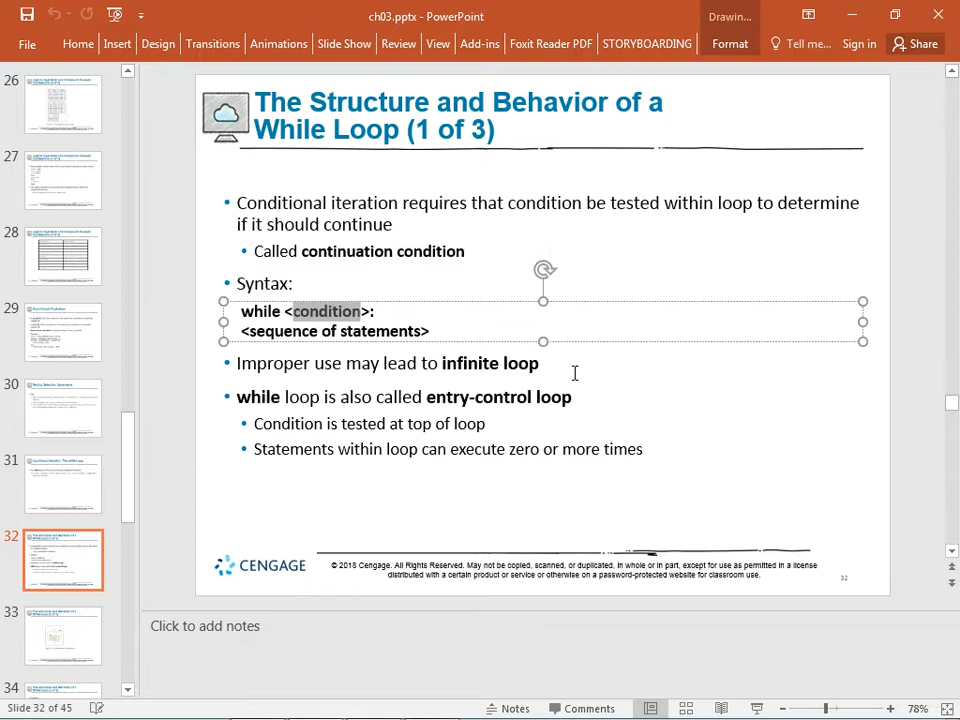 ch03.pptx - PowerPoint
Drawin...
File Home Insert Design Transitions Animations Slide Show Review View Add-ins Foxit Reader PDF STORYBOARDING Format Tell me... Sign in Share
26
27
28
29
30
31
32
33
34
The Structure and Behavior of a
While Loop (1 of 3)
• Conditional iteration requires that condition be tested within loop to determine
if it should continue
• Called continuation condition
• Syntax:
while <condition>:
<sequence of statements>
• Improper use may lead to infinite loop
• while loop is also called entry-control loop
• Condition is tested at top of loop
• Statements within loop can execute zero or more times
CENGAGE
© 2018 Cengage. May not be copied, scanned, or duplicated, in whole or in part, except for use as permitted in a license
distributed with a certain product or service or otherwise on a password-protected website for classroom use.
32
Click to add notes
Slide 32 of 45 Notes Comments 78%